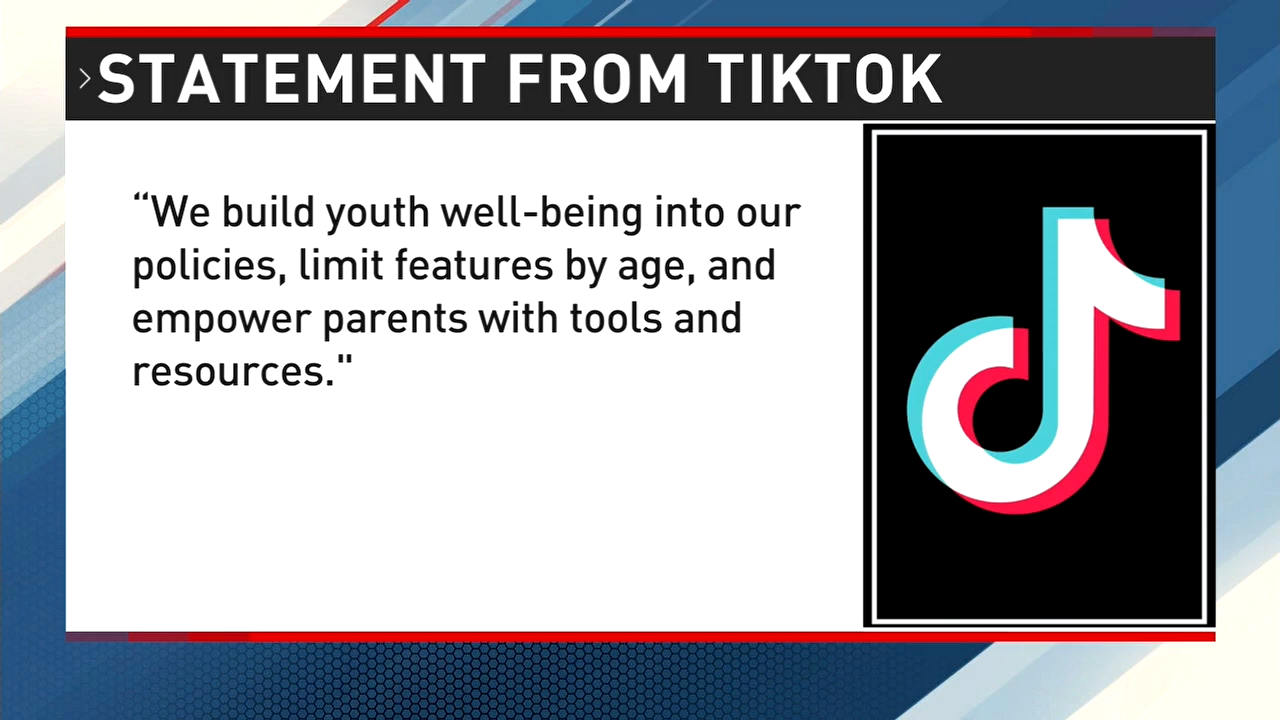 STATEMENT FROM TIKTOK
“We build youth well-being into our
policies, limit features by age, and
empower parents with tools and
resources."